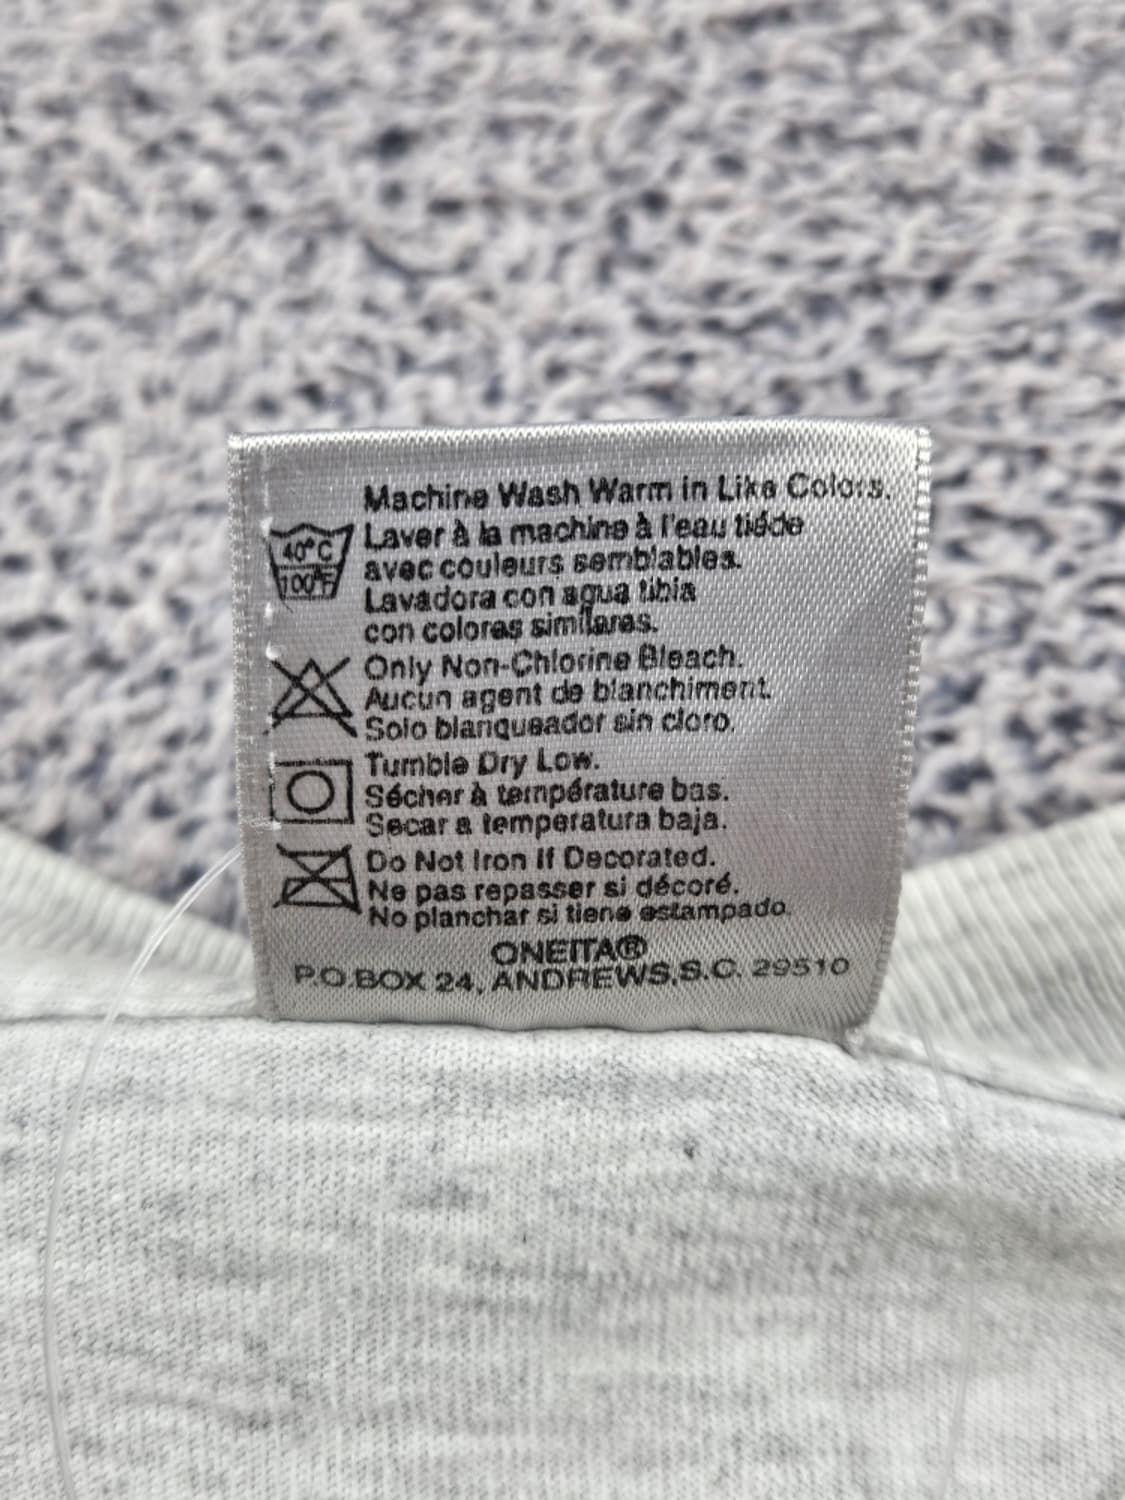 Machine Wash Warm in Like Colors.
40°C
100°F
Laver à la machine à l'eau tiéde
avec couleurs semblables.
Lavadora con agua tibia
con colores similares.
Only Non-Chlorine Bleach.
Aucun agent de blanchiment.
Solo blanqueador sin cloro.
Tumble Dry Low.
Sécher à température bas.
Secar a temperatura baja.
Do Not Iron If Decorated.
Ne pas repasser si décoré.
No planchar si tiene estampado.
ONEITA®
P.O.BOX 24, ANDREWS,S.C. 29510